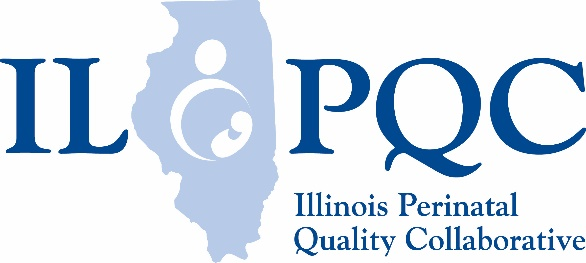 IL PQC
Illinois Perinatal
Quality Collaborative